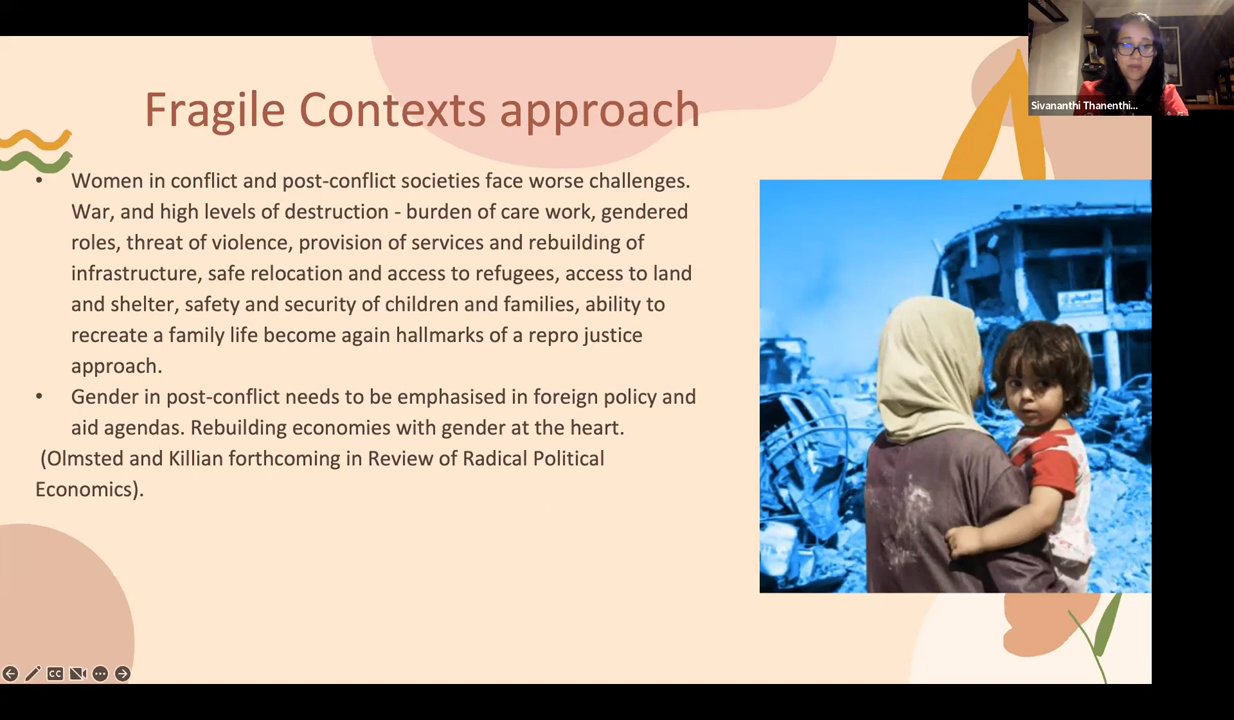 Fragile Contexts approach
Sivananthi Thanenthi...
• Women in conflict and post-conflict societies face worse challenges.
War, and high levels of destruction - burden of care work, gendered
roles, threat of violence, provision of services and rebuilding of
infrastructure, safe relocation and access to refugees, access to land
and shelter, safety and security of children and families, ability to
recreate a family life become again hallmarks of a repro justice
approach.
• Gender in post-conflict needs to be emphasised in foreign policy and
aid agendas. Rebuilding economies with gender at the heart.
(Olmsted and Killian forthcoming in Review of Radical Political
Economics).
CC